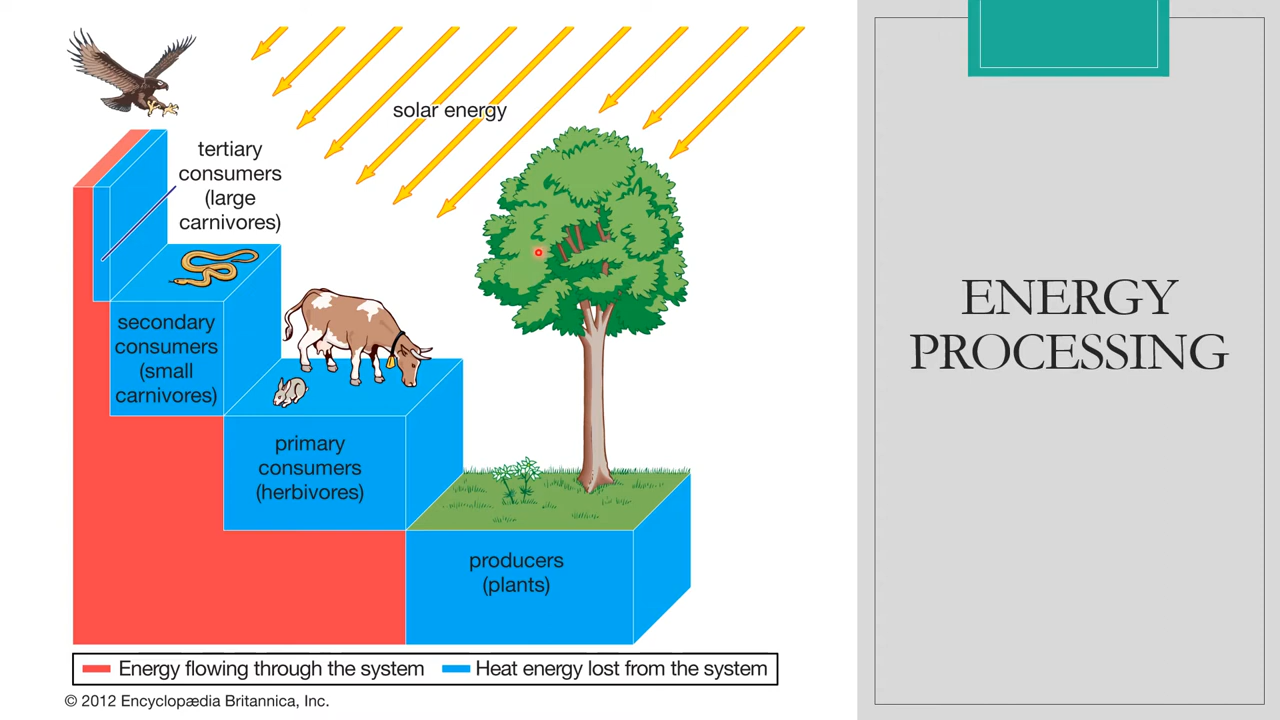 solar energy
tertiary
consumers
(large
carnivores)
secondary
consumers
(small
carnivores)
primary
consumers
(herbivores)
producers
(plants)
Energy flowing through the system
Heat energy lost from the system
© 2012 Encyclopædia Britannica, Inc.
ENERGY
PROCESSING